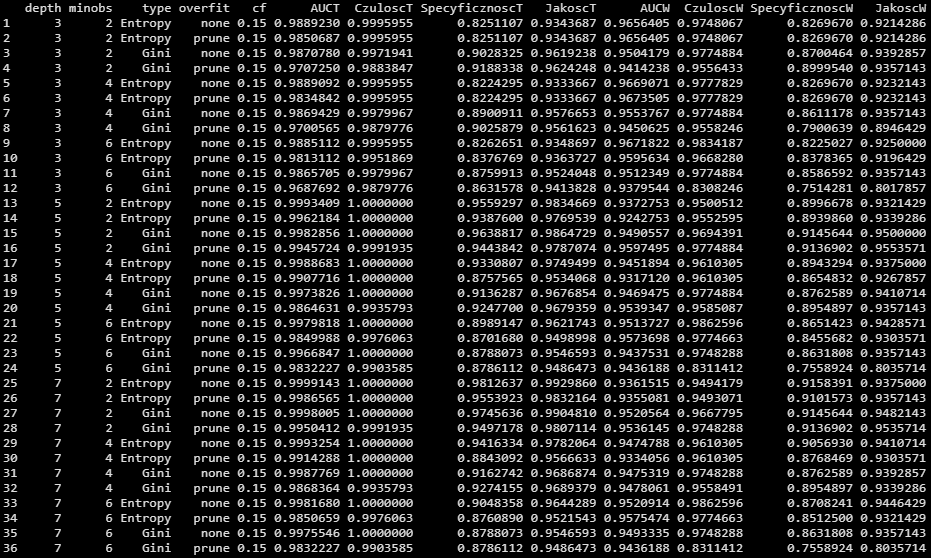 depth minobs type overfit cf AUCT CzuloscT SpecyficznoscT JakoscT AUCW CzuloscW SpecyficznoscW JakoscW
1 3 2 Entropy none 0.15 0.9889230 0.9995955 0.8251107 0.9343687 0.9656405 0.9748067 0.8269670 0.9214286
2 3 2 Entropy prune 0.15 0.9850687 0.9995955 0.8251107 0.9343687 0.9656405 0.9748067 0.8269670 0.9214286
3 3 2 Gini none 0.15 0.9870780 0.9971941 0.9028325 0.9619238 0.9504179 0.9774884 0.8700464 0.9392857
4 3 2 Gini prune 0.15 0.9707250 0.9883847 0.9188338 0.9624248 0.9414238 0.9556433 0.8999540 0.9357143
5 3 4 Entropy none 0.15 0.9889092 0.9995955 0.8224295 0.9333667 0.9669071 0.9777829 0.8269670 0.9232143
6 3 4 Entropy prune 0.15 0.9834842 0.9995955 0.8224295 0.9333667 0.9673505 0.9777829 0.8269670 0.9232143
7 3 4 Gini none 0.15 0.9869429 0.9979967 0.8900911 0.9576653 0.9553767 0.9774884 0.8611178 0.9357143
8 3 4 Gini prune 0.15 0.9700565 0.9879776 0.9025879 0.9561623 0.9450625 0.9558246 0.7900639 0.8946429
9 3 6 Entropy none 0.15 0.9885112 0.9995955 0.8262651 0.9348697 0.9671822 0.9834187 0.8225027 0.9250000
10 3 6 Entropy prune 0.15 0.9813112 0.9951869 0.8376769 0.9363727 0.9595634 0.9668280 0.8378365 0.9196429
11 3 6 Gini none 0.15 0.9865705 0.9979967 0.8759913 0.9524048 0.9512349 0.9774884 0.8586592 0.9357143
12 3 6 Gini prune 0.15 0.9687692 0.9879776 0.8631578 0.9413828 0.9379544 0.8308246 0.7514281 0.8017857
13 5 2 Entropy none 0.15 0.9993409 1.0000000 0.9559297 0.9834669 0.9372753 0.9500512 0.8996678 0.9321429
14 5 2 Entropy prune 0.15 0.9962184 1.0000000 0.9387600 0.9769539 0.9242753 0.9552595 0.8939860 0.9339286
15 5 2 Gini none 0.15 0.9982856 1.0000000 0.9638817 0.9864729 0.9490557 0.9694391 0.9145644 0.9500000
16 5 2 Gini prune 0.15 0.9945724 0.9991935 0.9443842 0.9787074 0.9597495 0.9774884 0.9136902 0.9553571
17 5 4 Entropy none 0.15 0.9988683 1.0000000 0.9330807 0.9749499 0.9451894 0.9610305 0.8943294 0.9375000
18 5 4 Entropy prune 0.15 0.9907716 1.0000000 0.8757565 0.9534068 0.9317120 0.9610305 0.8654832 0.9267857
19 5 4 Gini none 0.15 0.9973826 1.0000000 0.9136287 0.9676854 0.9469475 0.9774884 0.8762589 0.9410714
20 5 4 Gini prune 0.15 0.9864631 0.9935793 0.9247700 0.9679359 0.9539347 0.9585087 0.8954897 0.9357143
21 5 6 Entropy none 0.15 0.9979818 1.0000000 0.8989147 0.9621743 0.9513727 0.9862596 0.8651423 0.9428571
22 5 6 Entropy prune 0.15 0.9849988 0.9976063 0.8701680 0.9498998 0.9573698 0.9774663 0.8455682 0.9303571
23 5 6 Gini none 0.15 0.9966847 1.0000000 0.8788073 0.9546593 0.9437531 0.9748288 0.8631808 0.9357143
24 5 6 Gini prune 0.15 0.9832227 0.9903585 0.8786112 0.9486473 0.9436188 0.8311412 0.7558924 0.8035714
25 7 2 Entropy none 0.15 0.9999143 1.0000000 0.9812637 0.9929860 0.9361515 0.9494179 0.9158391 0.9375000
26 7 2 Entropy prune 0.15 0.9986565 1.0000000 0.9553923 0.9832164 0.9355081 0.9493071 0.9101573 0.9357143
27 7 2 Gini none 0.15 0.9998005 1.0000000 0.9745636 0.9904810 0.9520564 0.9667795 0.9145644 0.9482143
28 7 2 Gini prune 0.15 0.9950412 0.9991935 0.9497178 0.9807114 0.9536145 0.9748288 0.9136902 0.9535714
29 7 4 Entropy none 0.15 0.9993254 1.0000000 0.9416334 0.9782064 0.9474788 0.9610305 0.9056930 0.9410714
30 7 4 Entropy prune 0.15 0.9914288 1.0000000 0.8843092 0.9566633 0.9334056 0.9610305 0.8768469 0.9303571
31 7 4 Gini none 0.15 0.9987769 1.0000000 0.9162742 0.9686874 0.9475319 0.9748288 0.8762589 0.9392857
32 7 4 Gini prune 0.15 0.9868364 0.9935793 0.9274155 0.9689379 0.9478061 0.9558491 0.8954897 0.9339286
33 7 6 Entropy none 0.15 0.9981680 1.0000000 0.9048358 0.9644289 0.9520914 0.9862596 0.8708241 0.9446429
34 7 6 Entropy prune 0.15 0.9850659 0.9976063 0.8760890 0.9521543 0.9575474 0.9774663 0.8512500 0.9321429
35 7 6 Gini none 0.15 0.9975546 1.0000000 0.8788073 0.9546593 0.9493335 0.9748288 0.8631808 0.9357143
36 7 6 Gini prune 0.15 0.9832227 0.9903585 0.8786112 0.9486473 0.9436188 0.8311412 0.7558924 0.8035714